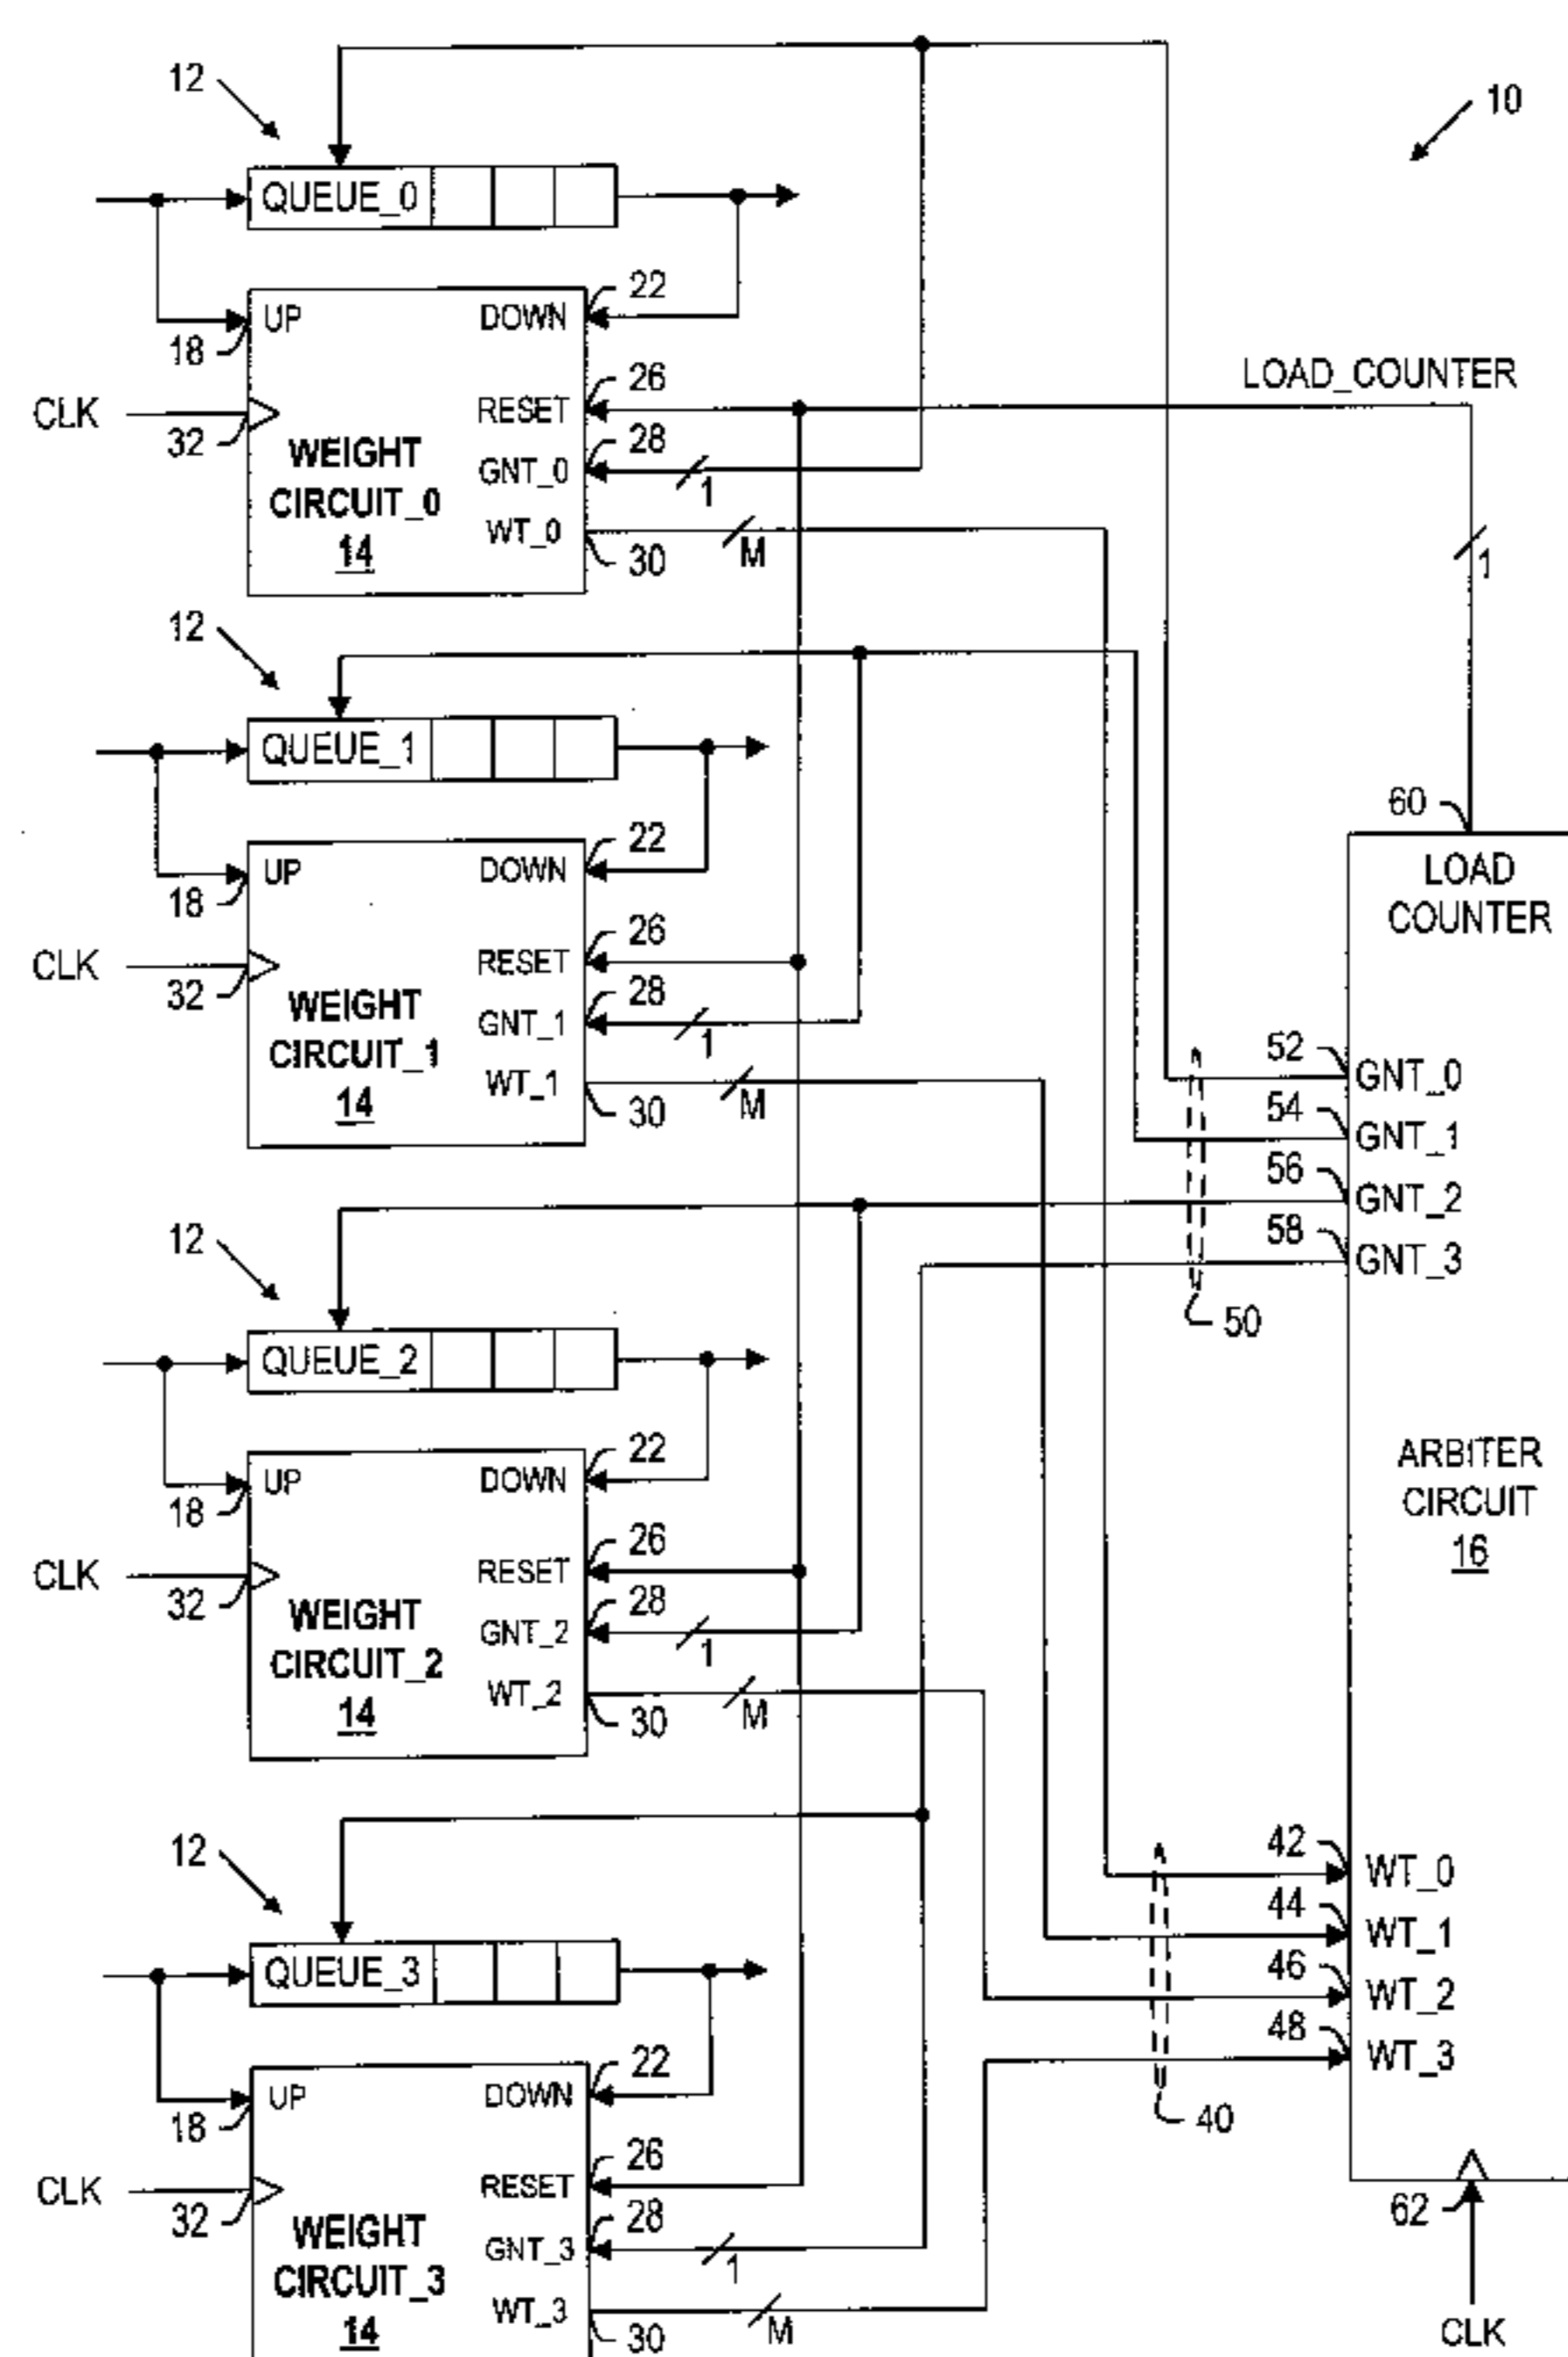 12
10
QUEUE_0
22
UP
DOWN
18
26
LOAD_COUNTER
CLK
RESET
32
28
WEIGHT
CIRCUIT_0
14
GNT_0
1
WT_0
M
30
1
12
QUEUE_1
60
22
UP
DOWN
18
LOAD
COUNTER
26
CLK
RESET
32
28
WEIGHT
CIRCUIT_1
14
GNT_1
1
WT_1
M
30
52
GNT_0
54
GNT_1
56
GNT_2
58
GNT_3
50
12
QUEUE_2
22
UP
DOWN
18
ARBITER
CIRCUIT
16
26
CLK
RESET
32
28
WEIGHT
CIRCUIT_2
14
GNT_2
1
WT_2
M
30
12
42
WT_0
44
WT_1
46
WT_2
48
WT_3
40
QUEUE_3
22
UP
DOWN
18
26
CLK
RESET
32
28
62
WEIGHT
CIRCUIT_3
14
GNT_3
1
WT_3
M
30
CLK